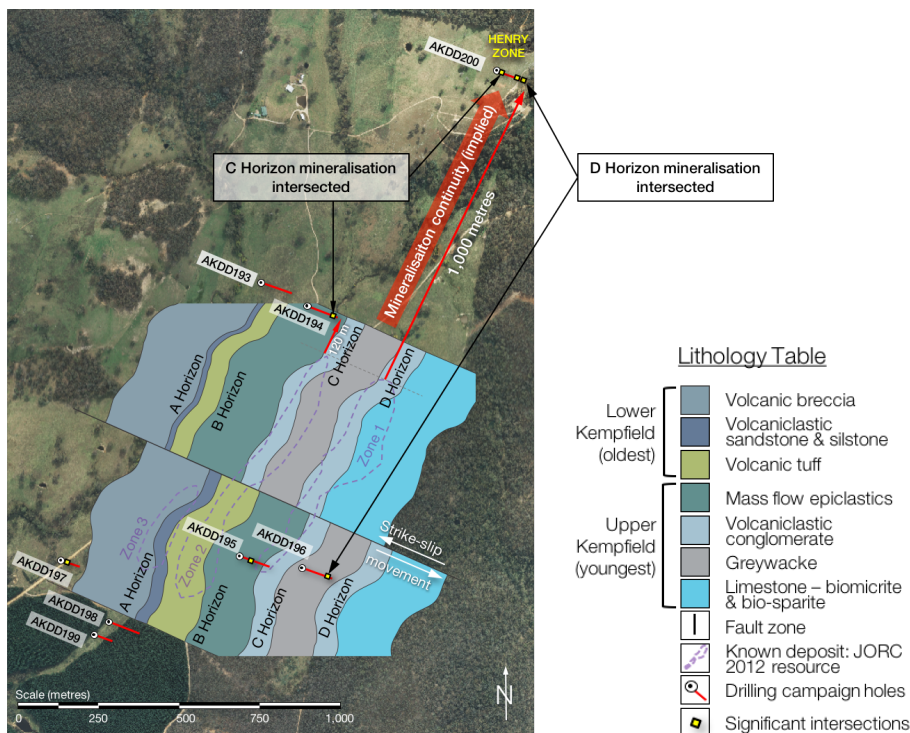 HENRY
ZONE
AKDD200
C Horizon mineralisation
intersected
D Horizon mineralisation
intersected
Mineralisaiton continuity (implied)
1,000 metres
AKDD193
AKDD194
120 m
A Horizon
B Horizon
C Horizon
D Horizon
Zone 1
Zone 3
Zone 2
AKDD195
AKDD196
Strike-slip
movement
AKDD197
AKDD198
AKDD199
A Horizon
B Horizon
C Horizon
D Horizon
Scale (metres)
0 250 500 750 1,000
N
Lithology Table
Lower
Kempfield
(oldest)
Volcanic breccia
Volcaniclastic
sandstone & silstone
Volcanic tuff
Upper
Kempfield
(youngest)
Mass flow epiclastics
Volcaniclastic
conglomerate
Greywacke
Limestone – biomicrite
& bio-sparite
Fault zone
Known deposit: JORC
2012 resource
Drilling campaign holes
Significant intersections